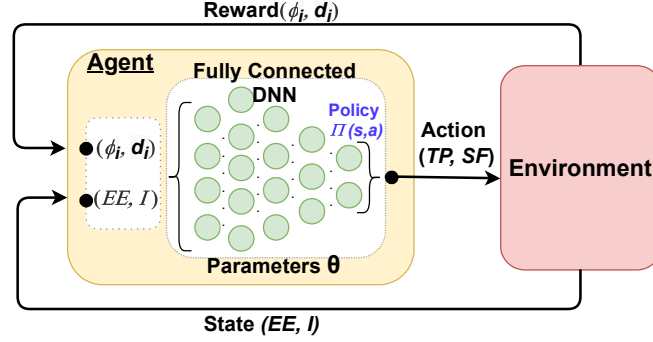 Reward(ϕi, di)
Agent
Fully Connected
DNN
Policy
Π(s,a)
Action
(TP, SF)
Environment
(ϕi, di)
(EE, I)
Parameters θ
State (EE, I)